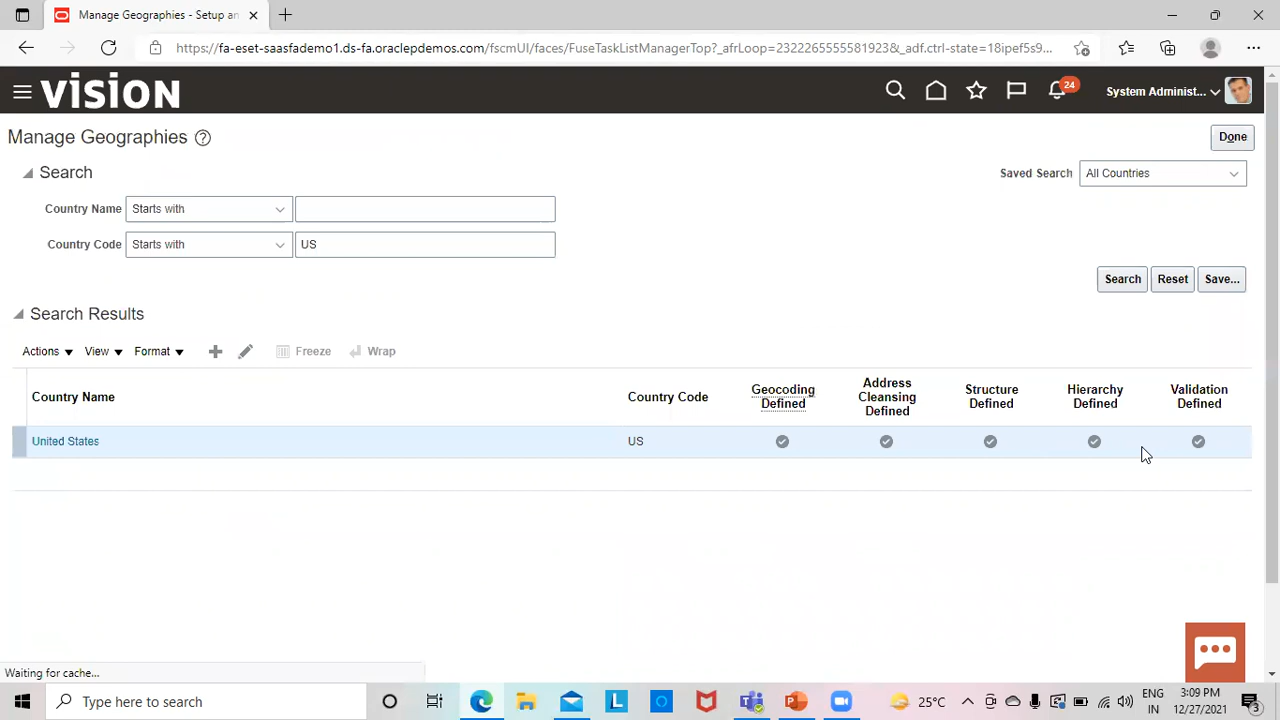 Manage Geographies - Setup an
https://fa-eset-saasfademo1.ds-fa.oraclepdemos.com/fscmUI/faces/FuseTaskListManagerTop?_afrLoop=2322265555581923&_adf.ctrl-state=18ipef5s9...
vision
24
System Administ...
Manage Geographies
Done
Search
Saved Search All Countries
Country Name Starts with
Country Code Starts with US
Search Reset Save...
Search Results
Actions View Format Freeze Wrap
Country Name Country Code Geocoding Defined Address Cleansing Defined Structure Defined Hierarchy Defined Validation Defined
United States US
Waiting for cache...
Type here to search
25°C
ENG
IN
3:09 PM
12/27/2021
3